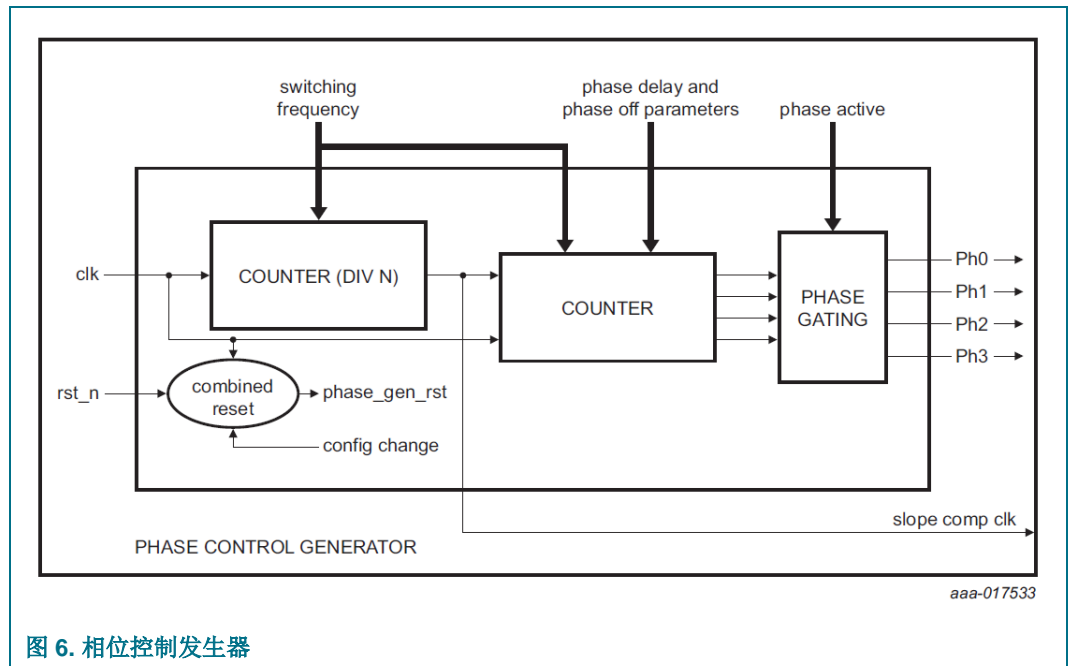 switching
frequency
phase delay and
phase off parameters
phase active
clk
COUNTER (DIV N)
COUNTER
PHASE
GATING
Ph0
Ph1
Ph2
Ph3
rst_n
combined
reset
phase_gen_rst
config change
slope comp clk
PHASE CONTROL GENERATOR
aaa-017533
图 6. 相位控制发生器